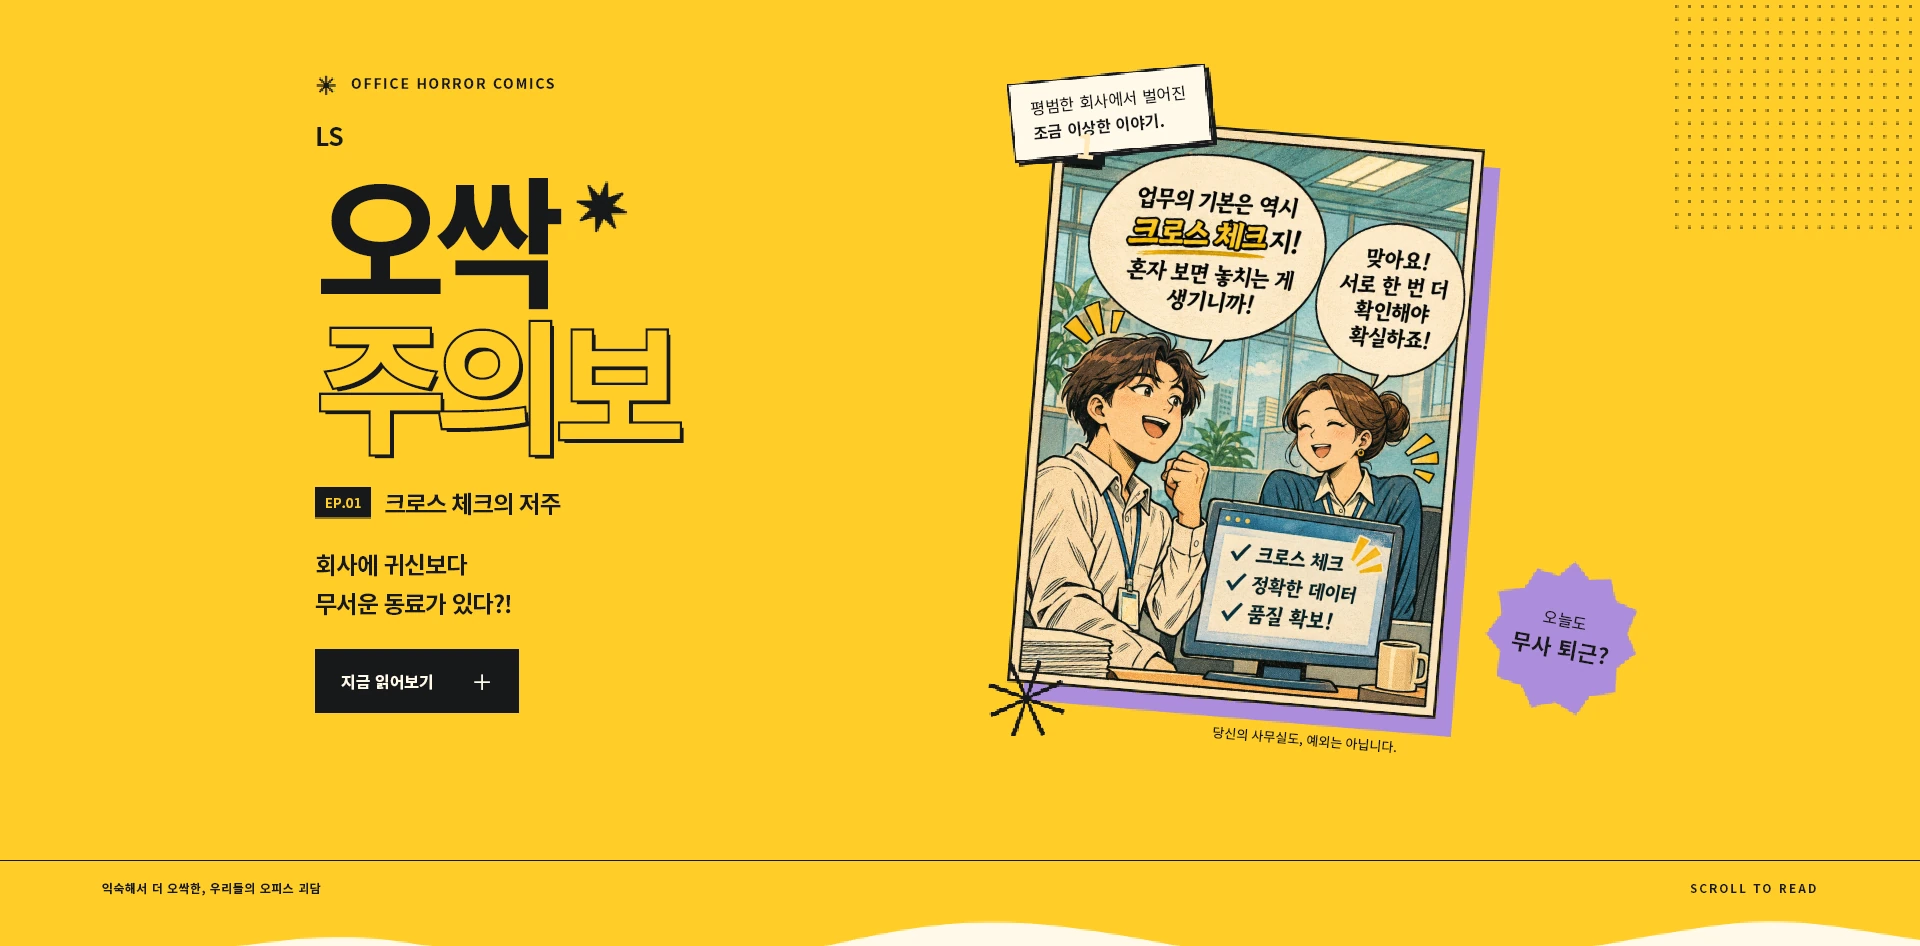 OFFICE HORROR COMICS
LS
오싹
주의보
EP.01 크로스 체크의 저주
회사에 귀신보다
무서운 동료가 있다?!
지금 읽어보기
평범한 회사에서 벌어진
조금 이상한 이야기.
업무의 기본은 역시
크로스 체크지!
혼자 보면 놓치는 게
생기니까!
맞아요!
서로 한 번 더
확인해야
확실하죠!
크로스 체크
정확한 데이터
품질 확보!
오늘도
무사 퇴근?
당신의 사무실도, 예외는 아닙니다.
익숙해서 더 오싹한, 우리들의 오피스 괴담
SCROLL TO READ